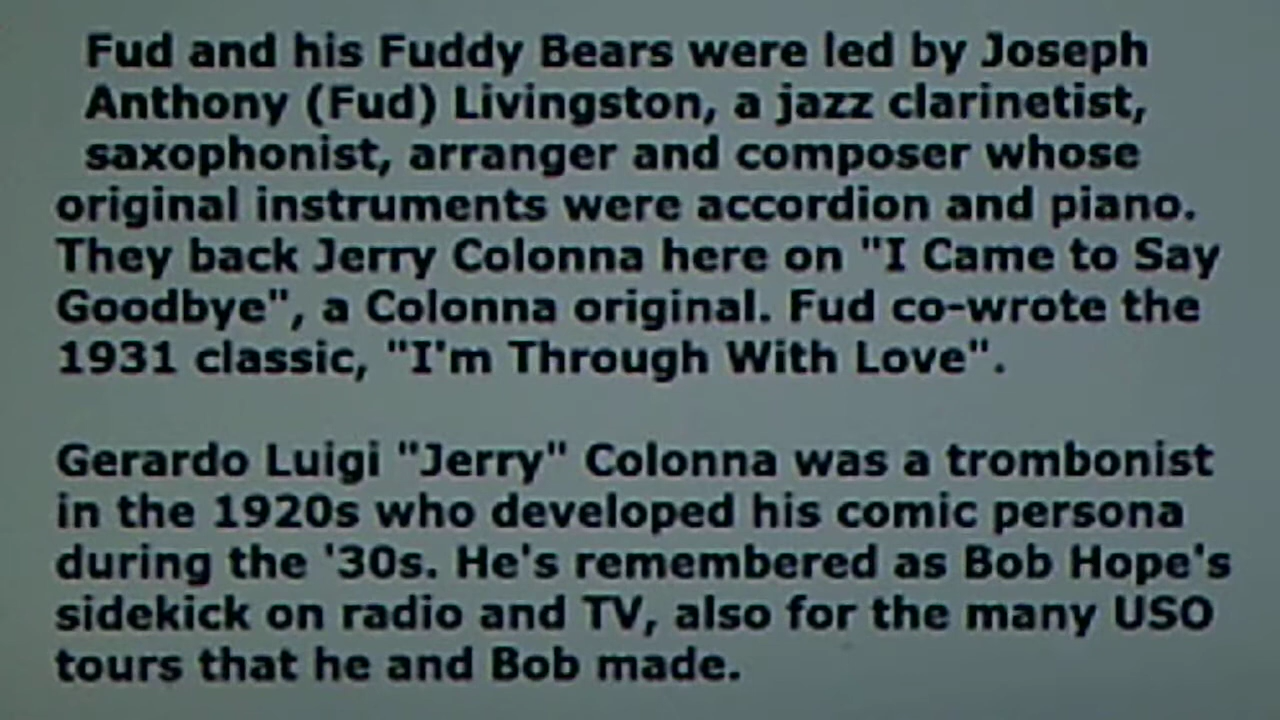 Fud and his Fuddy Bears were led by Joseph
Anthony (Fud) Livingston, a jazz clarinetist,
saxophonist, arranger and composer whose
original instruments were accordion and piano.
They back Jerry Colonna here on "I Came to Say
Goodbye", a Colonna original. Fud co-wrote the
1931 classic, "I'm Through With Love".
Gerardo Luigi "Jerry" Colonna was a trombonist
in the 1920s who developed his comic persona
during the '30s. He's remembered as Bob Hope's
sidekick on radio and TV, also for the many USO
tours that he and Bob made.